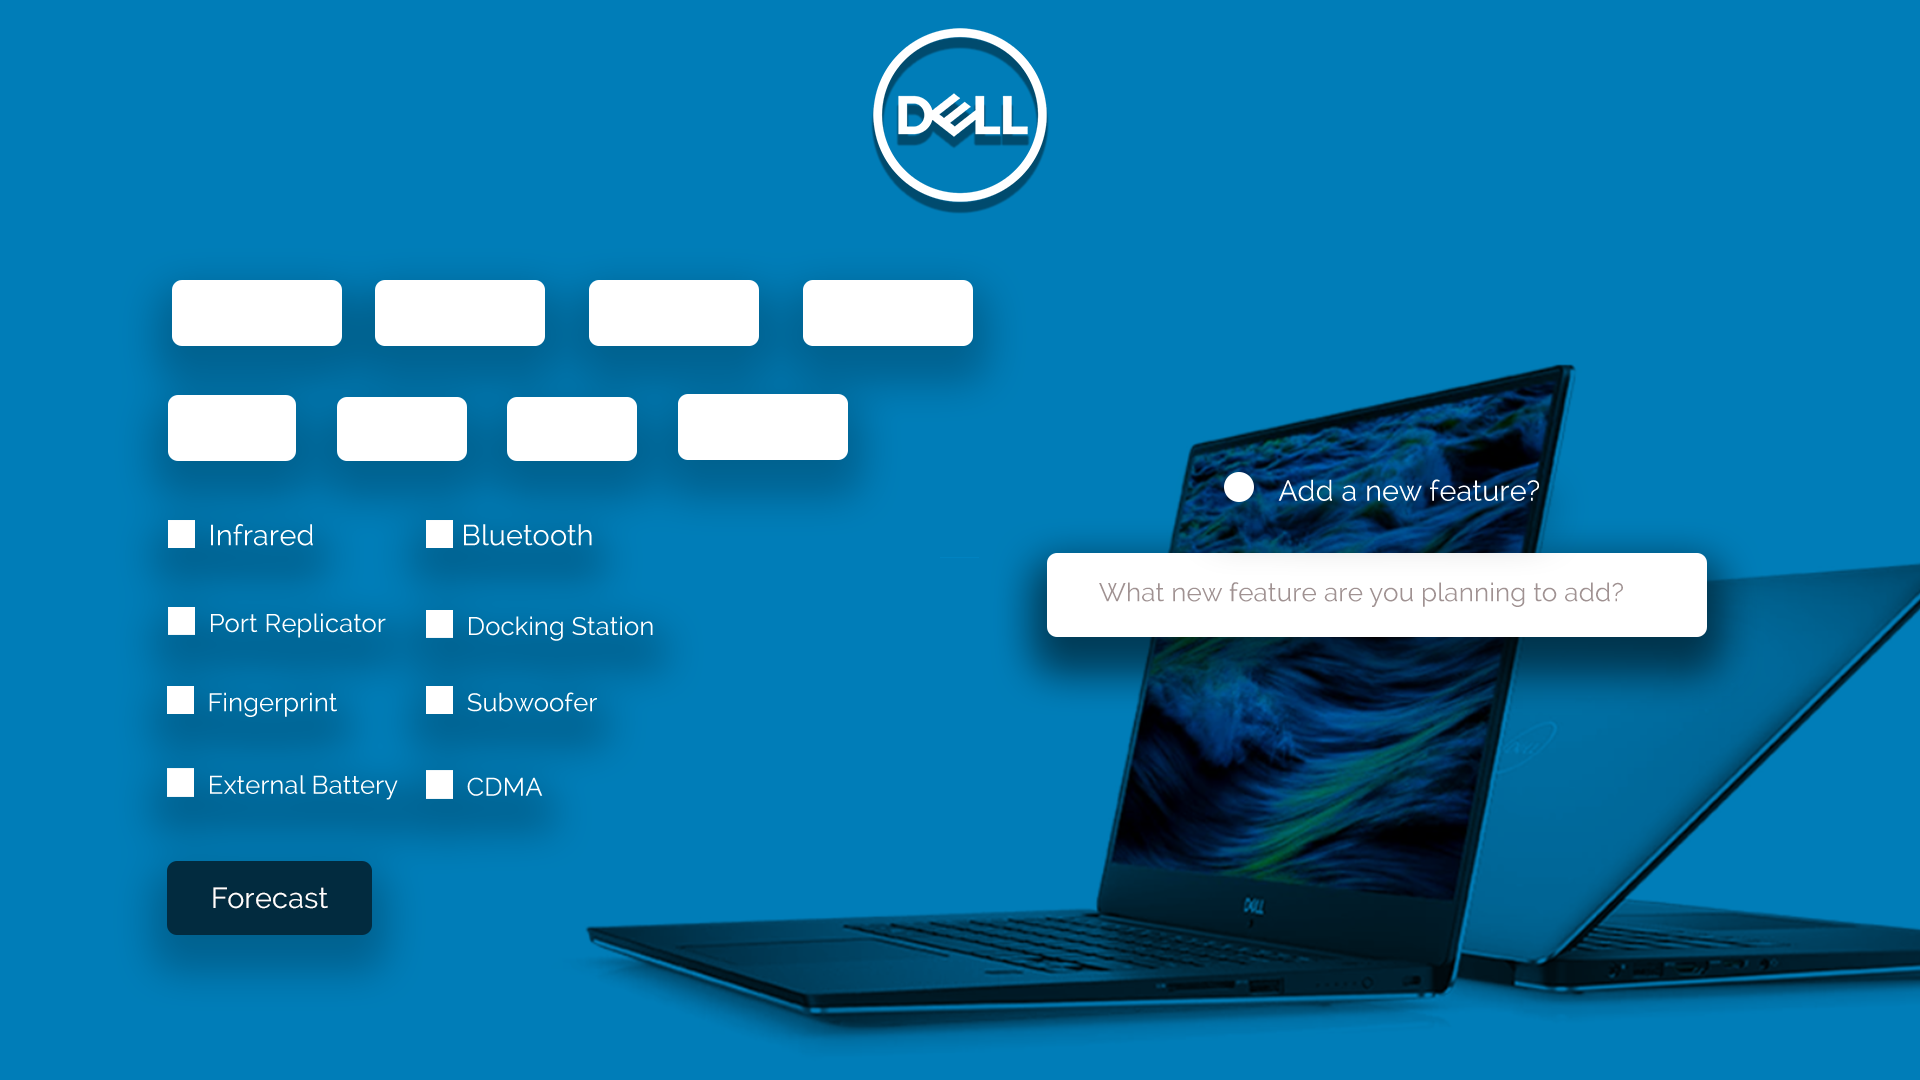 DELL
Add a new feature?
Infrared
Bluetooth
What new feature are you planning to add?
Port Replicator
Docking Station
Fingerprint
Subwoofer
External Battery
CDMA
Forecast
DELL